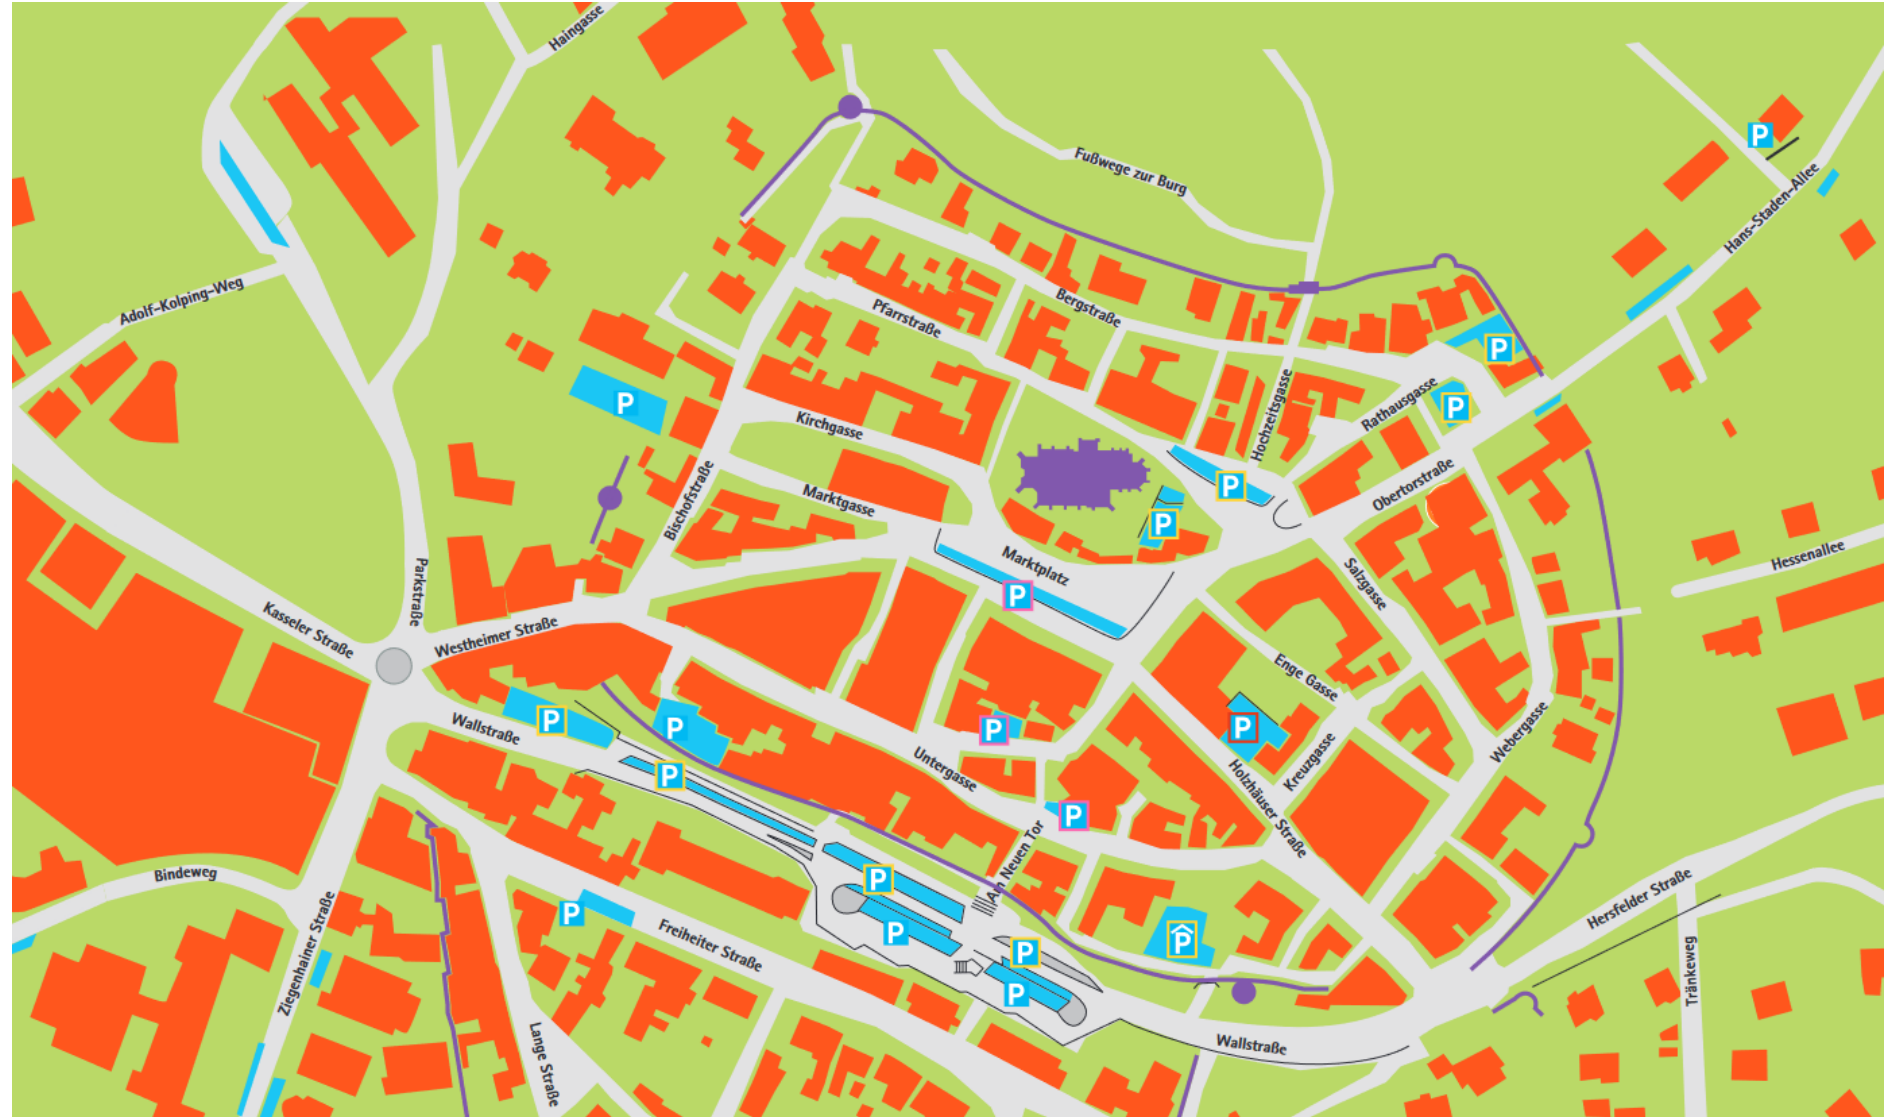 Haingasse
P
Fußwege zur Burg
Hans-Staden-Allee
Adolf-Kolping-Weg
Bergstraße
Pfarrstraße
P
P
Hochzeitsgasse
Rathausgasse
P
Kirchgasse
Bischofstraße
Marktgasse
P
Obertorstraße
P
Marktplatz
P
Salzgasse
Hessenallee
Parkstraße
Kasseler Straße
Westheimer Straße
Enge Gasse
Wallstraße
P
P
P
P
Webergasse
Kreuzgasse
Untergasse
P
Holzhäuser Straße
P
Am Neuen Tor
Bindeweg
P
Hersfelder Straße
P
Ziegenhainer Straße
Freiheiter Straße
P
P
P
P
Tränkeweg
Lange Straße
Wallstraße